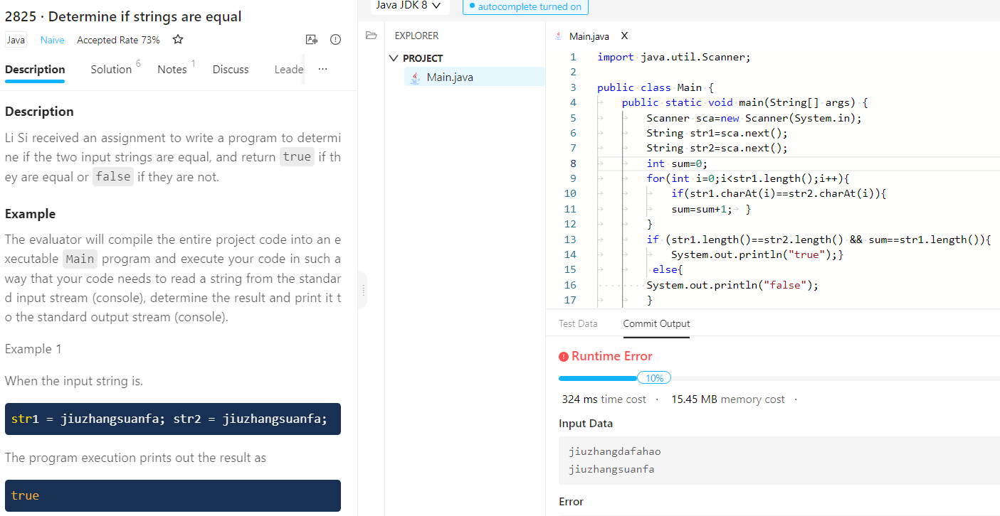 2825 · Determine if strings are equal
Java Naive Accepted Rate 73%
Description Solution 6 Notes 1 Discuss Leade ...
Description
Li Si received an assignment to write a program to determi
ne if the two input strings are equal, and return true if th
ey are equal or false if they are not.
Example
The evaluator will compile the entire project code into an e
xecutable Main program and execute your code in such a
way that your code needs to read a string from the standar
d input stream (console), determine the result and print it t
o the standard output stream (console).
Example 1
When the input string is.
str1 = jiuzhangsuanfa; str2 = jiuzhangsuanfa;
The program execution prints out the result as
true
Java JDK 8 autocomplete turned on
EXPLORER
PROJECT
Main.java
Main.java X
1 import java.util.Scanner;
2
3 public class Main {
4 public static void main(String[] args) {
5 Scanner sca=new Scanner(System.in);
6 String str1=sca.next();
7 String str2=sca.next();
8 int sum=0;
9 for(int i=0;i<str1.length();i++){
10 if(str1.charAt(i)==str2.charAt(i)){
11 sum=sum+1; }
12 }
13 if (str1.length()==str2.length() && sum==str1.length()){
14 System.out.println("true");}
15 else{
16 System.out.println("false");
17 }
Test Data Commit Output
Runtime Error
10%
324 ms time cost · 15.45 MB memory cost ·
Input Data
jiuzhangdafahao
jiuzhangsuanfa
Error